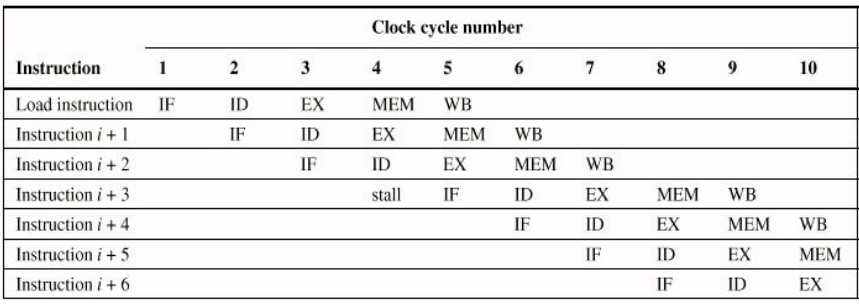 Clock cycle number
Instruction 1 2 3 4 5 6 7 8 9 10
Load instruction IF ID EX MEM WB
Instruction i + 1 IF ID EX MEM WB
Instruction i + 2 IF ID EX MEM WB
Instruction i + 3 stall IF ID EX MEM WB
Instruction i + 4 IF ID EX MEM WB
Instruction i + 5 IF ID EX MEM
Instruction i + 6 IF ID EX